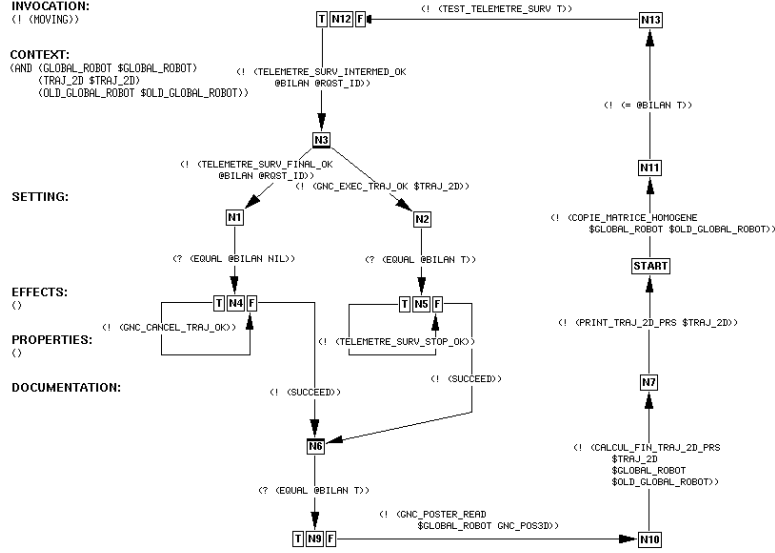 INVOCATION:
(! (MOVING))
CONTEXT:
(AND (GLOBAL_ROBOT $GLOBAL_ROBOT)
(TRAJ_2D $TRAJ_2D)
(OLD_GLOBAL_ROBOT $OLD_GLOBAL_ROBOT))
SETTING:
EFFECTS:
()
PROPERTIES:
()
DOCUMENTATION:
(! (TEST_TELEMETRE_SURV T))
T N12 F
N13
(! (TELEMETRE_SURV_INTERMED_OK
@BILAN @RQST_ID))
(! (= @BILAN T))
N3
(! (TELEMETRE_SURV_FINAL_OK
@BILAN @RQST_ID))
(! (GNC_EXEC_TRAJ_OK $TRAJ_2D))
N11
N1
N2
(! (COPIE_MATRICE_HOMOGENE
$GLOBAL_ROBOT $OLD_GLOBAL_ROBOT))
(? (EQUAL @BILAN NIL))
(? (EQUAL @BILAN T))
START
T N4 F
T N5 F
(! (GNC_CANCEL_TRAJ_OK))
(! (TELEMETRE_SURV_STOP_OK))
(! (PRINT_TRAJ_2D_PRS $TRAJ_2D))
(! (SUCCEED))
(! (SUCCEED))
N7
N6
(! (CALCUL_FIN_TRAJ_2D_PRS
$TRAJ_2D
$GLOBAL_ROBOT
$OLD_GLOBAL_ROBOT))
(? (EQUAL @BILAN T))
(! (GNC_POSTER_READ
$GLOBAL_ROBOT GNC_POS3D))
T N9 F
N10